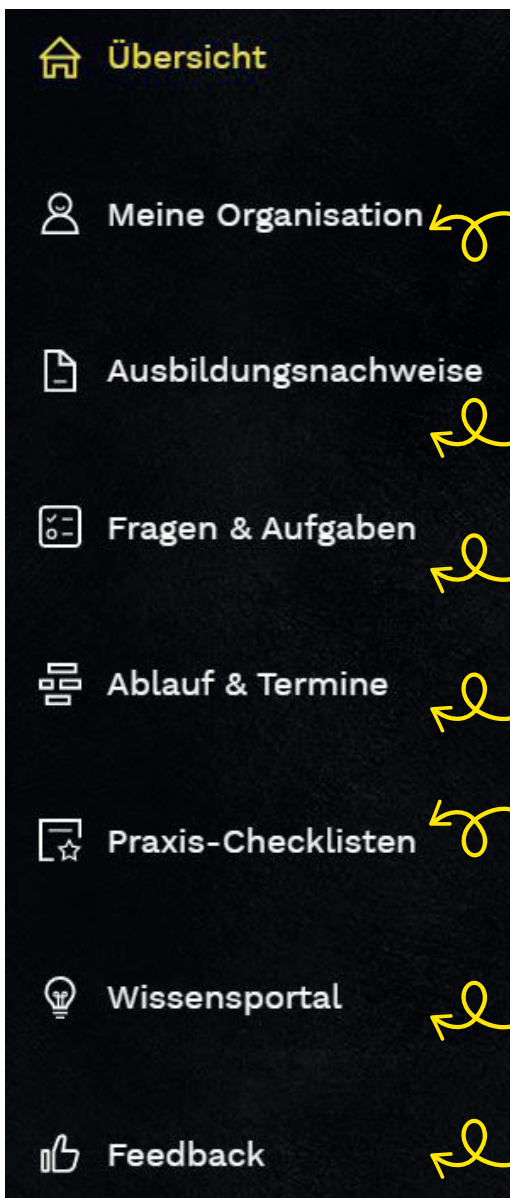 Übersicht
Meine Organisation
Ausbildungsnachweise
Fragen & Aufgaben
Ablauf & Termine
Praxis-Checklisten
Wissensportal
Feedback